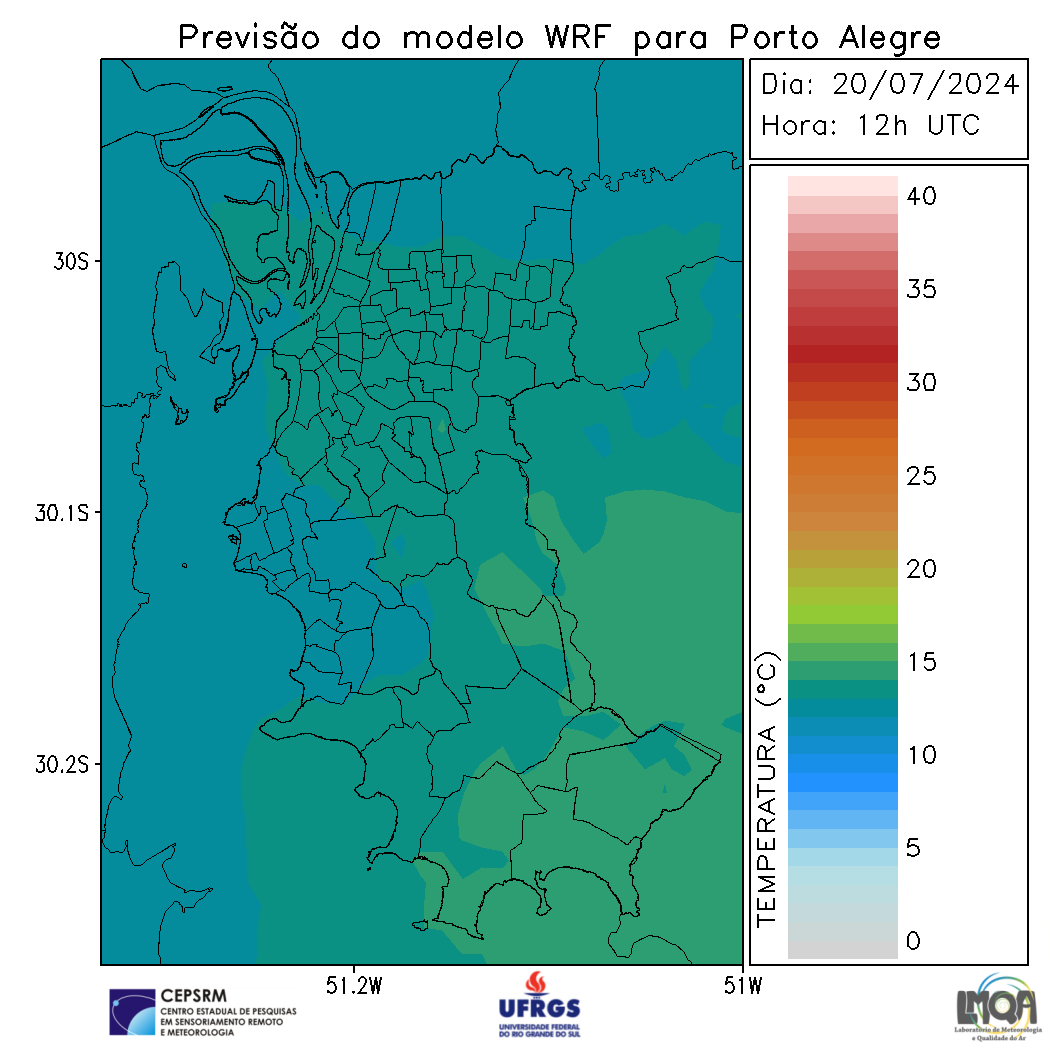 Previsão do modelo WRF para Porto Alegre
Dia: 20/07/2024
Hora: 12h UTC
30S
30.1S
30.2S
51.2W
51W
TEMPERATURA (°C)
40
35
30
25
20
15
10
5
0
CEPSRM
CENTRO ESTADUAL DE PESQUISAS
EM SENSORIAMENTO REMOTO
E METEOROLOGIA
UFRGS
UNIVERSIDADE FEDERAL
DO RIO GRANDE DO SUL
LMQA
Laboratório de Meteorologia
e Qualidade do Ar